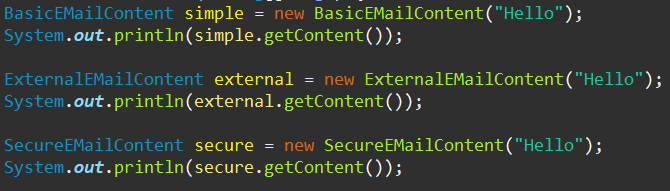 BasicEMailContent simple = new BasicEMailContent("Hello");
System.out.println(simple.getContent());
ExternalEMailContent external = new ExternalEMailContent("Hello");
System.out.println(external.getContent());
SecureEMailContent secure = new SecureEMailContent("Hello");
System.out.println(secure.getContent());